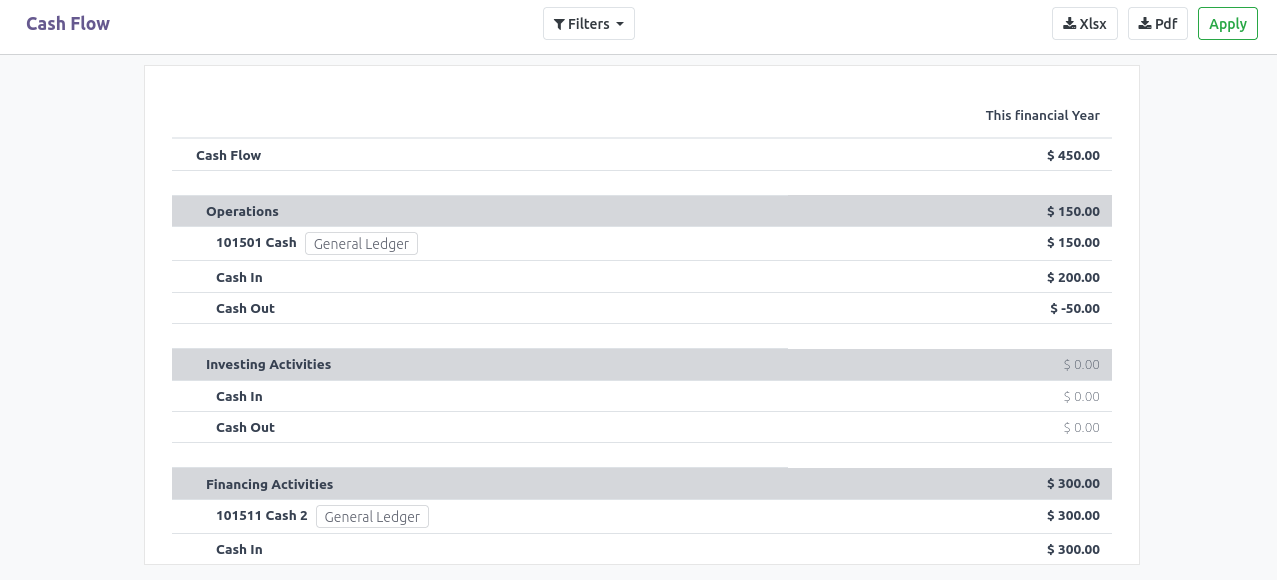 Cash Flow Filters Xlsx Pdf Apply
This financial Year
Cash Flow $ 450.00
Operations $ 150.00
101501 Cash General Ledger $ 150.00
Cash In $ 200.00
Cash Out $ -50.00
Investing Activities $ 0.00
Cash In $ 0.00
Cash Out $ 0.00
Financing Activities $ 300.00
101511 Cash 2 General Ledger $ 300.00
Cash In $ 300.00